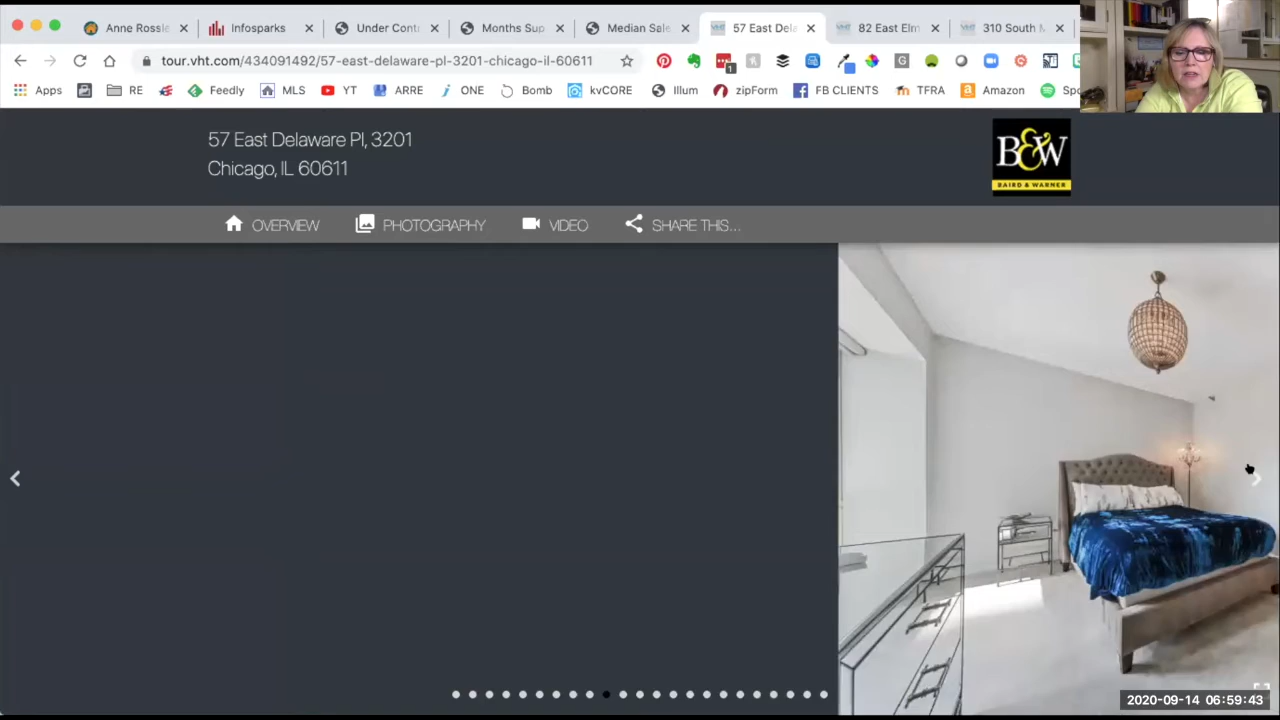 Anne Rossle
Infosparks
Under Contr
Months Sup
Median Sale
57 East Dela
82 East Elm
310 South M
tour.vht.com/434091492/57-east-delaware-pl-3201-chicago-il-60611
1
Apps
RE
Feedly
MLS
YT
ARRE
ONE
Bomb
kvCORE
Illum
zipForm
FB CLIENTS
TFRA
Amazon
57 East Delaware Pl, 3201
Chicago, IL 60611
B&W
BAIRD & WARNER
OVERVIEW
PHOTOGRAPHY
VIDEO
SHARE THIS...
2020-09-14 06:59:43